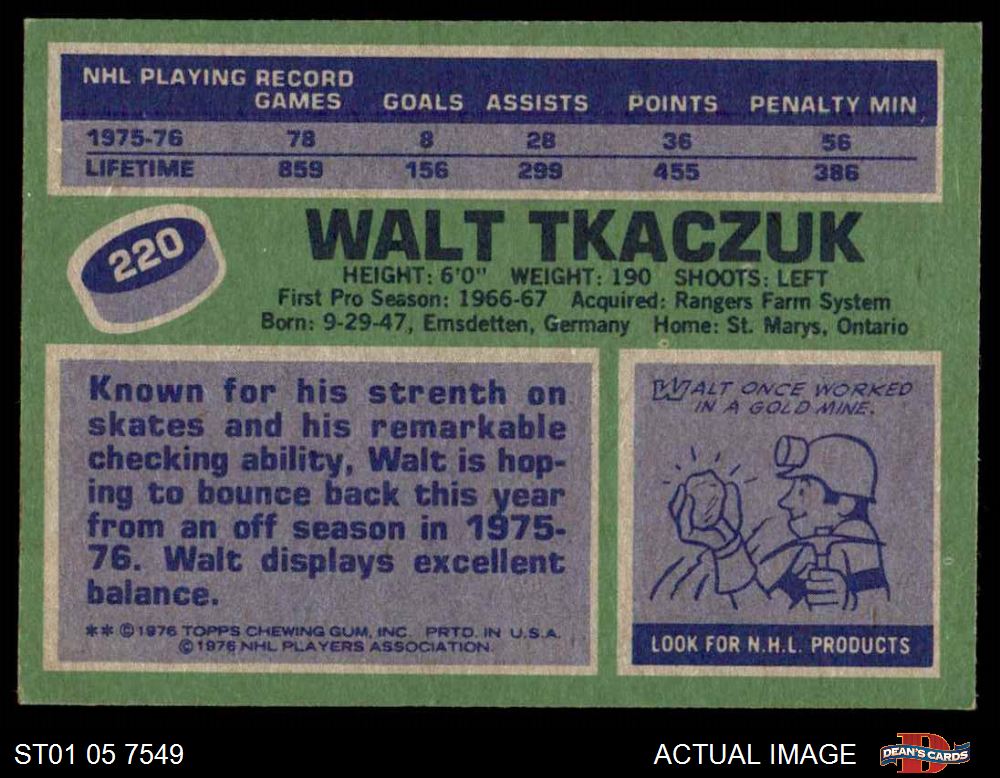 NHL PLAYING RECORD
GAMES GOALS ASSISTS POINTS PENALTY MIN.
1975-76 78 8 28 36 56
LIFETIME 859 156 299 455 386
220
WALT TKACZUK
HEIGHT: 6'0" WEIGHT: 190 SHOOTS: LEFT
First Pro Season: 1966-67 Acquired: Rangers Farm System
Born: 9-29-47, Emsdetten, Germany Home: St. Marys, Ontario
Known for his strenth on
skates and his remarkable
checking ability, Walt is hop-
ing to bounce back this year
from an off season in 1975-
76. Walt displays excellent
balance.
** © 1976 TOPPS CHEWING GUM, INC. PRTD. IN U.S.A.
© 1976 NHL PLAYERS ASSOCIATION.
WALT ONCE WORKED
IN A GOLD MINE.
LOOK FOR N.H.L. PRODUCTS
ST01 05 7549
ACTUAL IMAGE
DEAN'S CARDS